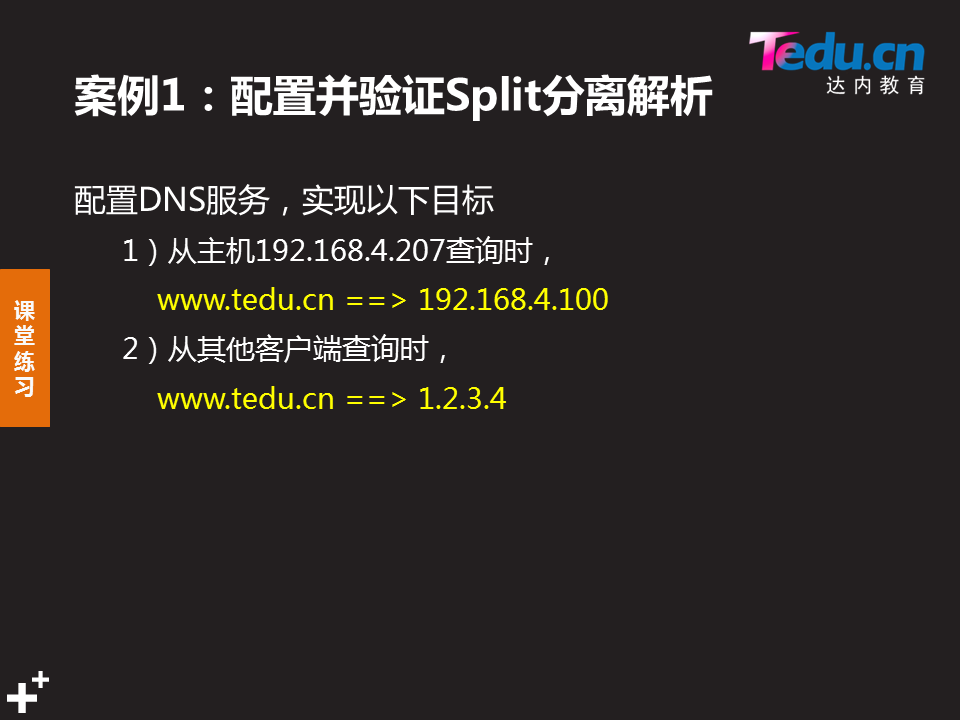 Tedu.cn
达内教育
案例1：配置并验证Split分离解析
配置DNS服务，实现以下目标
1）从主机192.168.4.207查询时，
www.tedu.cn ==> 192.168.4.100
2）从其他客户端查询时，
www.tedu.cn ==> 1.2.3.4
课堂练习